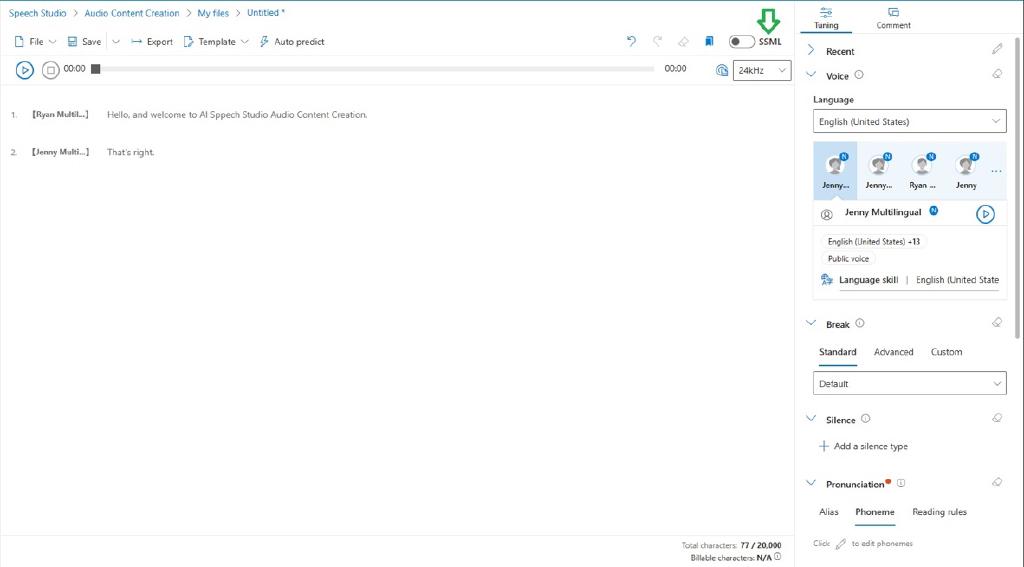 Speech Studio > Audio Content Creation > My files > Untitled *
File Save Export Template Auto predict SSML
00:00 00:00 24kHz
1. [Ryan Multil...] Hello, and welcome to AI Sppech Studio Audio Content Creation.
2. [Jenny Multi...] That's right.
Total characters: 77 / 20,000
Billable characters: N/A
Tuning Comment
Recent
Voice
Language
English (United States)
N N N N
Jenny... Jenny... Ryan ... Jenny ...
Jenny Multilingual N
English (United States) +13
Public voice
Language skill | English (United State
Break
Standard Advanced Custom
Default
Silence
+ Add a silence type
Pronunciation
Alias Phoneme Reading rules
Click to edit phonemes